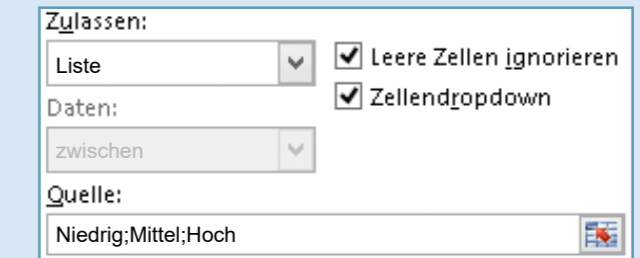 Zulassen:
Liste
Leere Zellen ignorieren
Zellendropdown
Daten:
zwischen
Quelle:
Niedrig;Mittel;Hoch